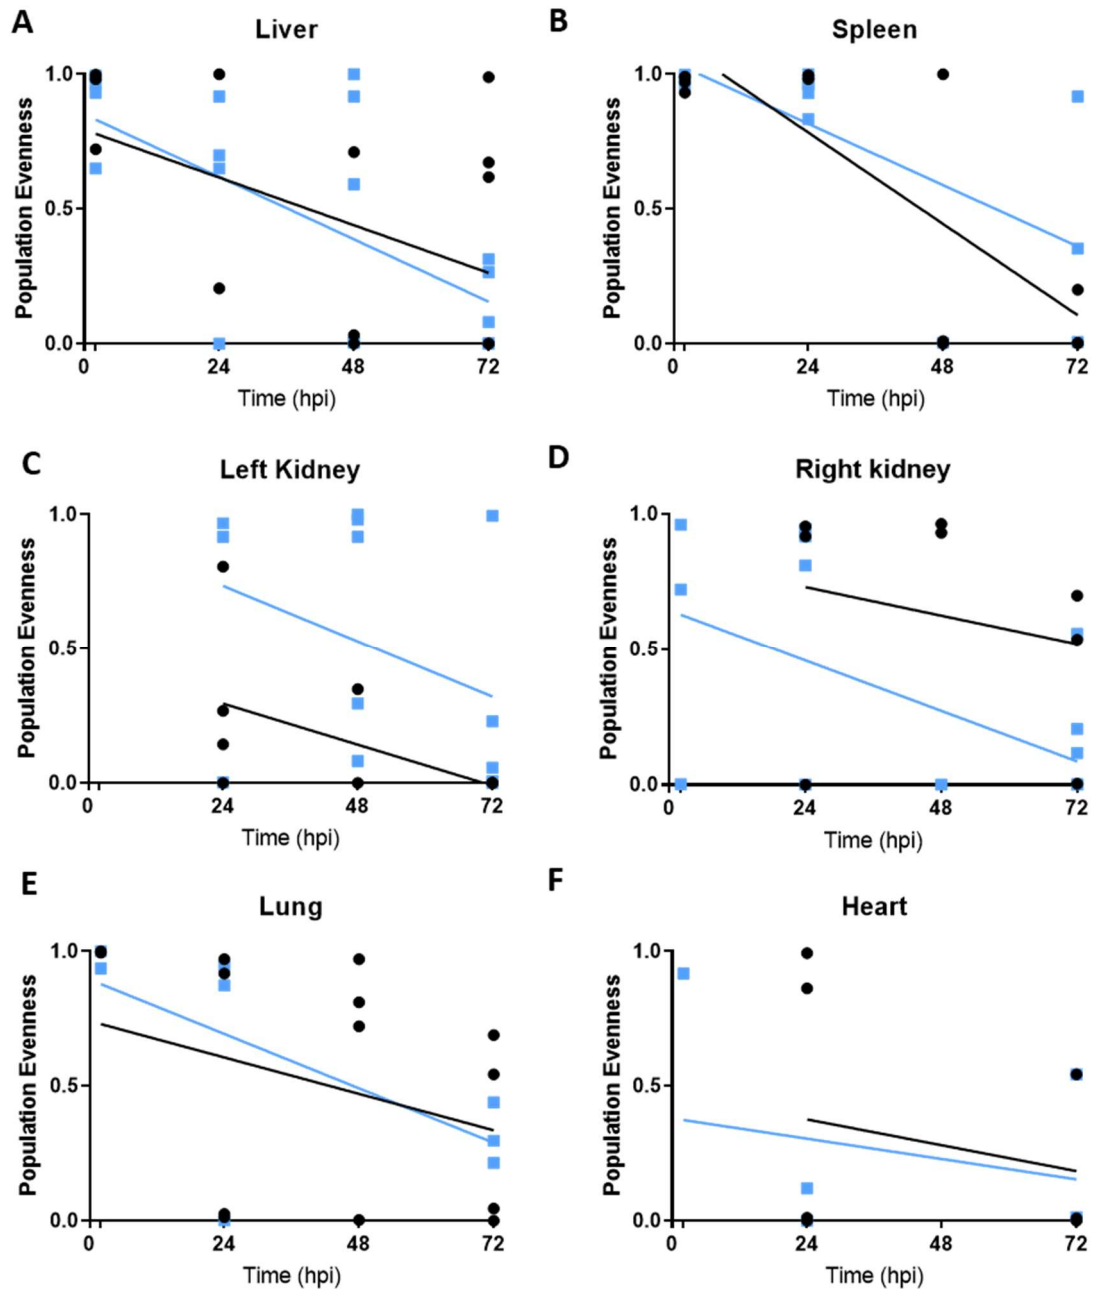 A
Liver
Population Evenness
1.0
0.5
0.0
0 24 48 72
Time (hpi)
B
Spleen
Population Evenness
1.0
0.5
0.0
0 24 48 72
Time (hpi)
C
Left Kidney
Population Evenness
1.0
0.5
0.0
0 24 48 72
Time (hpi)
D
Right kidney
Population Evenness
1.0
0.5
0.0
0 24 48 72
Time (hpi)
E
Lung
Population Evenness
1.0
0.5
0.0
0 24 48 72
Time (hpi)
F
Heart
Population Evenness
1.0
0.5
0.0
0 24 48 72
Time (hpi)